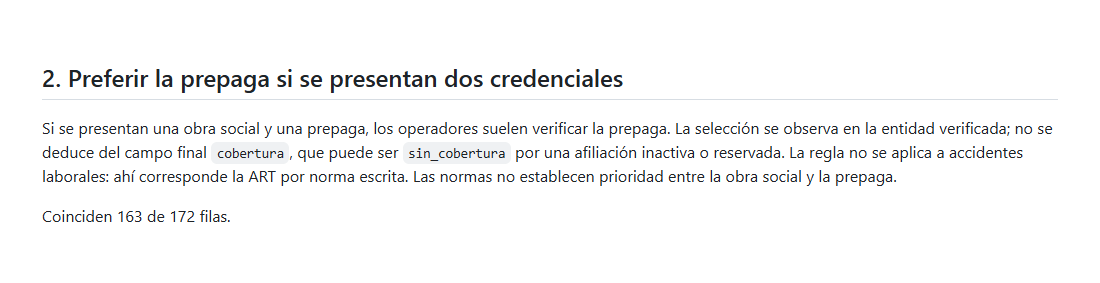 2. Preferir la prepaga si se presentan dos credenciales
Si se presentan una obra social y una prepaga, los operadores suelen verificar la prepaga. La selección se observa en la entidad verificada; no se
deduce del campo final cobertura, que puede ser sin_cobertura por una afiliación inactiva o reservada. La regla no se aplica a accidentes
laborales: ahí corresponde la ART por norma escrita. Las normas no establecen prioridad entre la obra social y la prepaga.
Coinciden 163 de 172 filas.